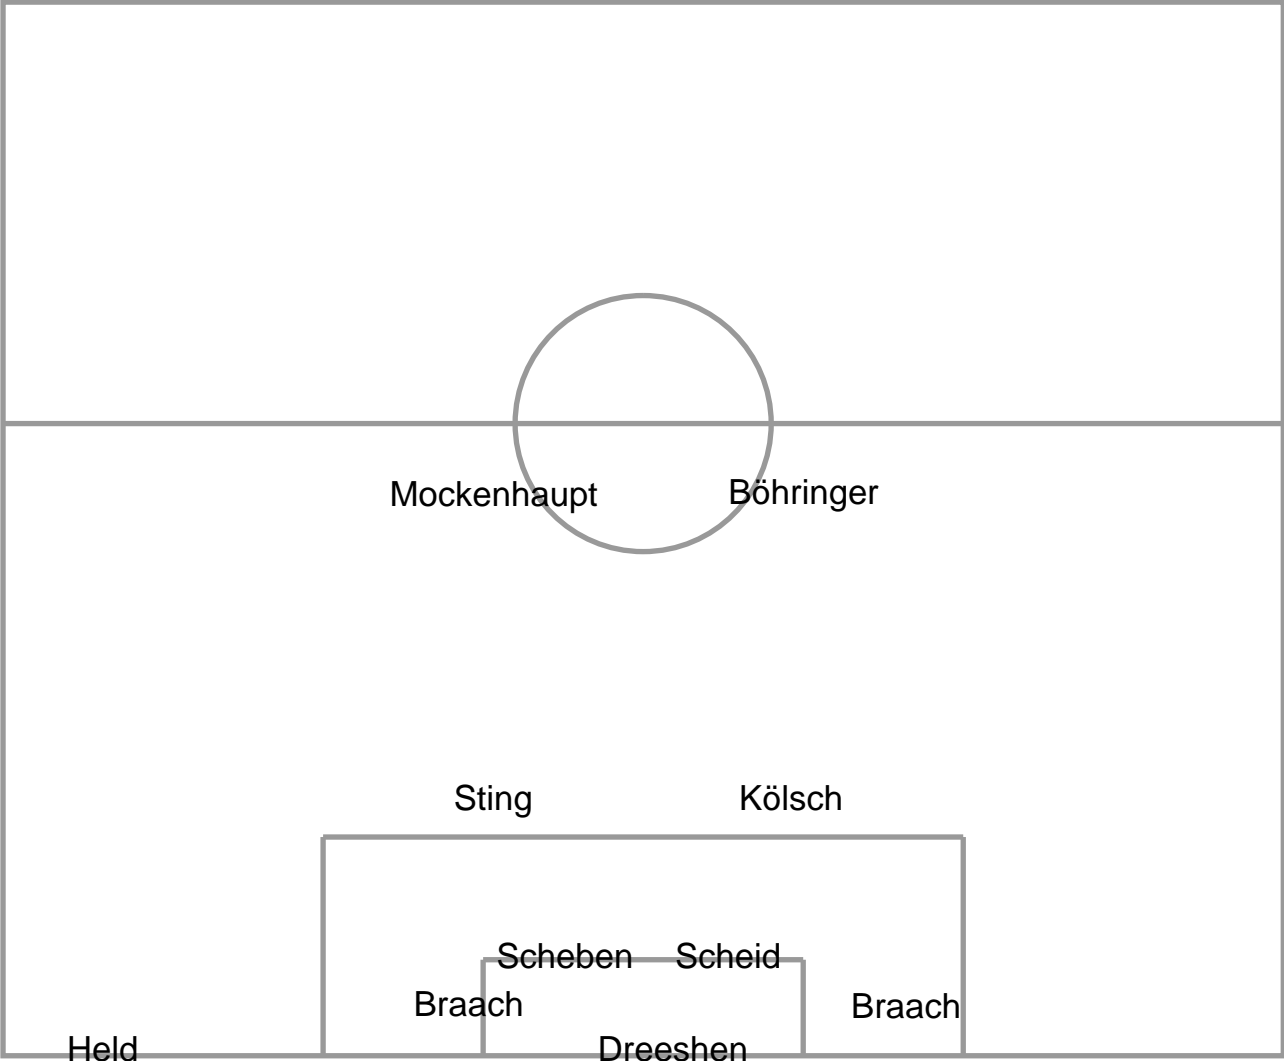 Mockenhaupt Böhringer
Sting Kölsch
Scheben Scheid
Braach Braach
Held Dreeshen